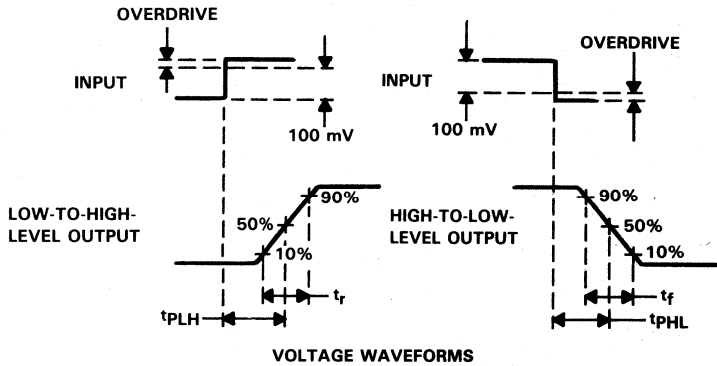 OVERDRIVE
INPUT
100 mV
LOW-TO-HIGH-
LEVEL OUTPUT
90%
50%
10%
tr
tPLH
OVERDRIVE
INPUT
100 mV
HIGH-TO-LOW-
LEVEL OUTPUT
90%
50%
10%
tf
tPHL
VOLTAGE WAVEFORMS